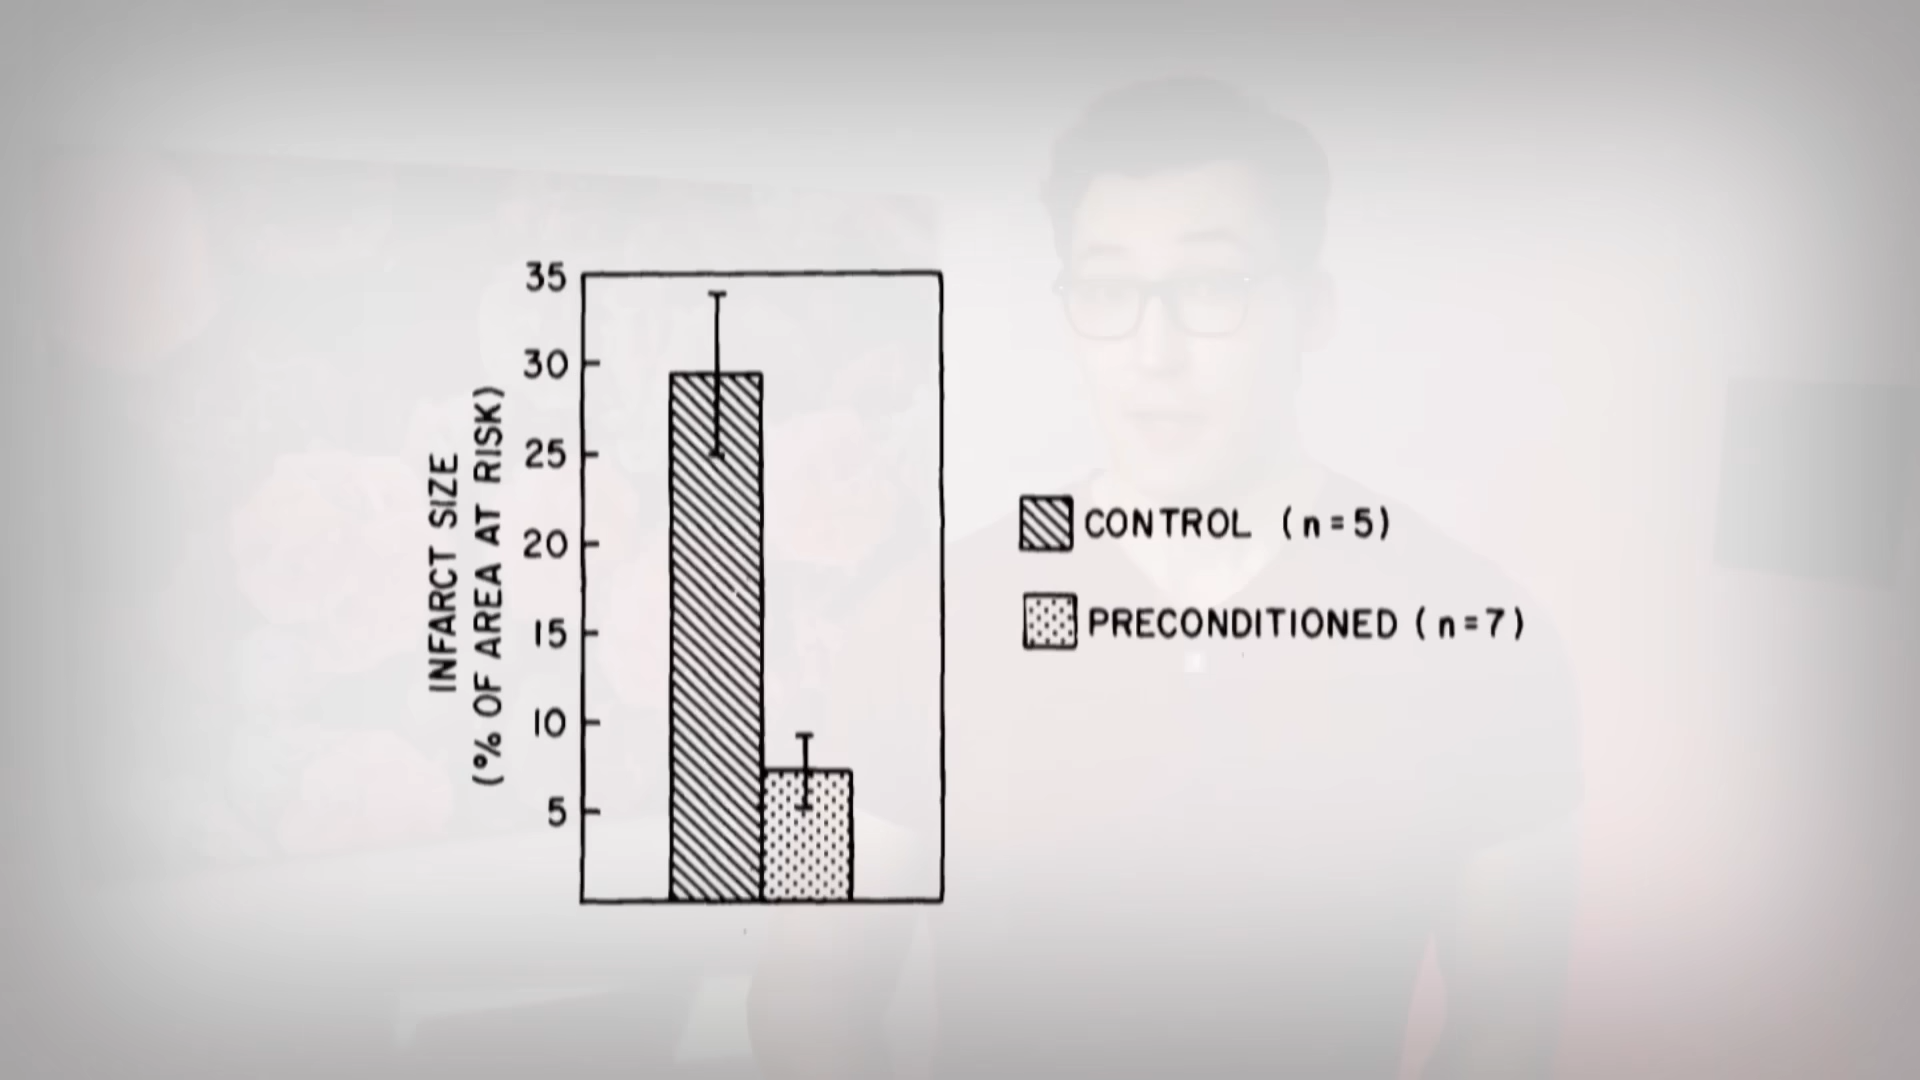 35
30
25
20
15
10
5
INFARCT SIZE
(% OF AREA AT RISK)
CONTROL (n=5)
PRECONDITIONED (n=7)